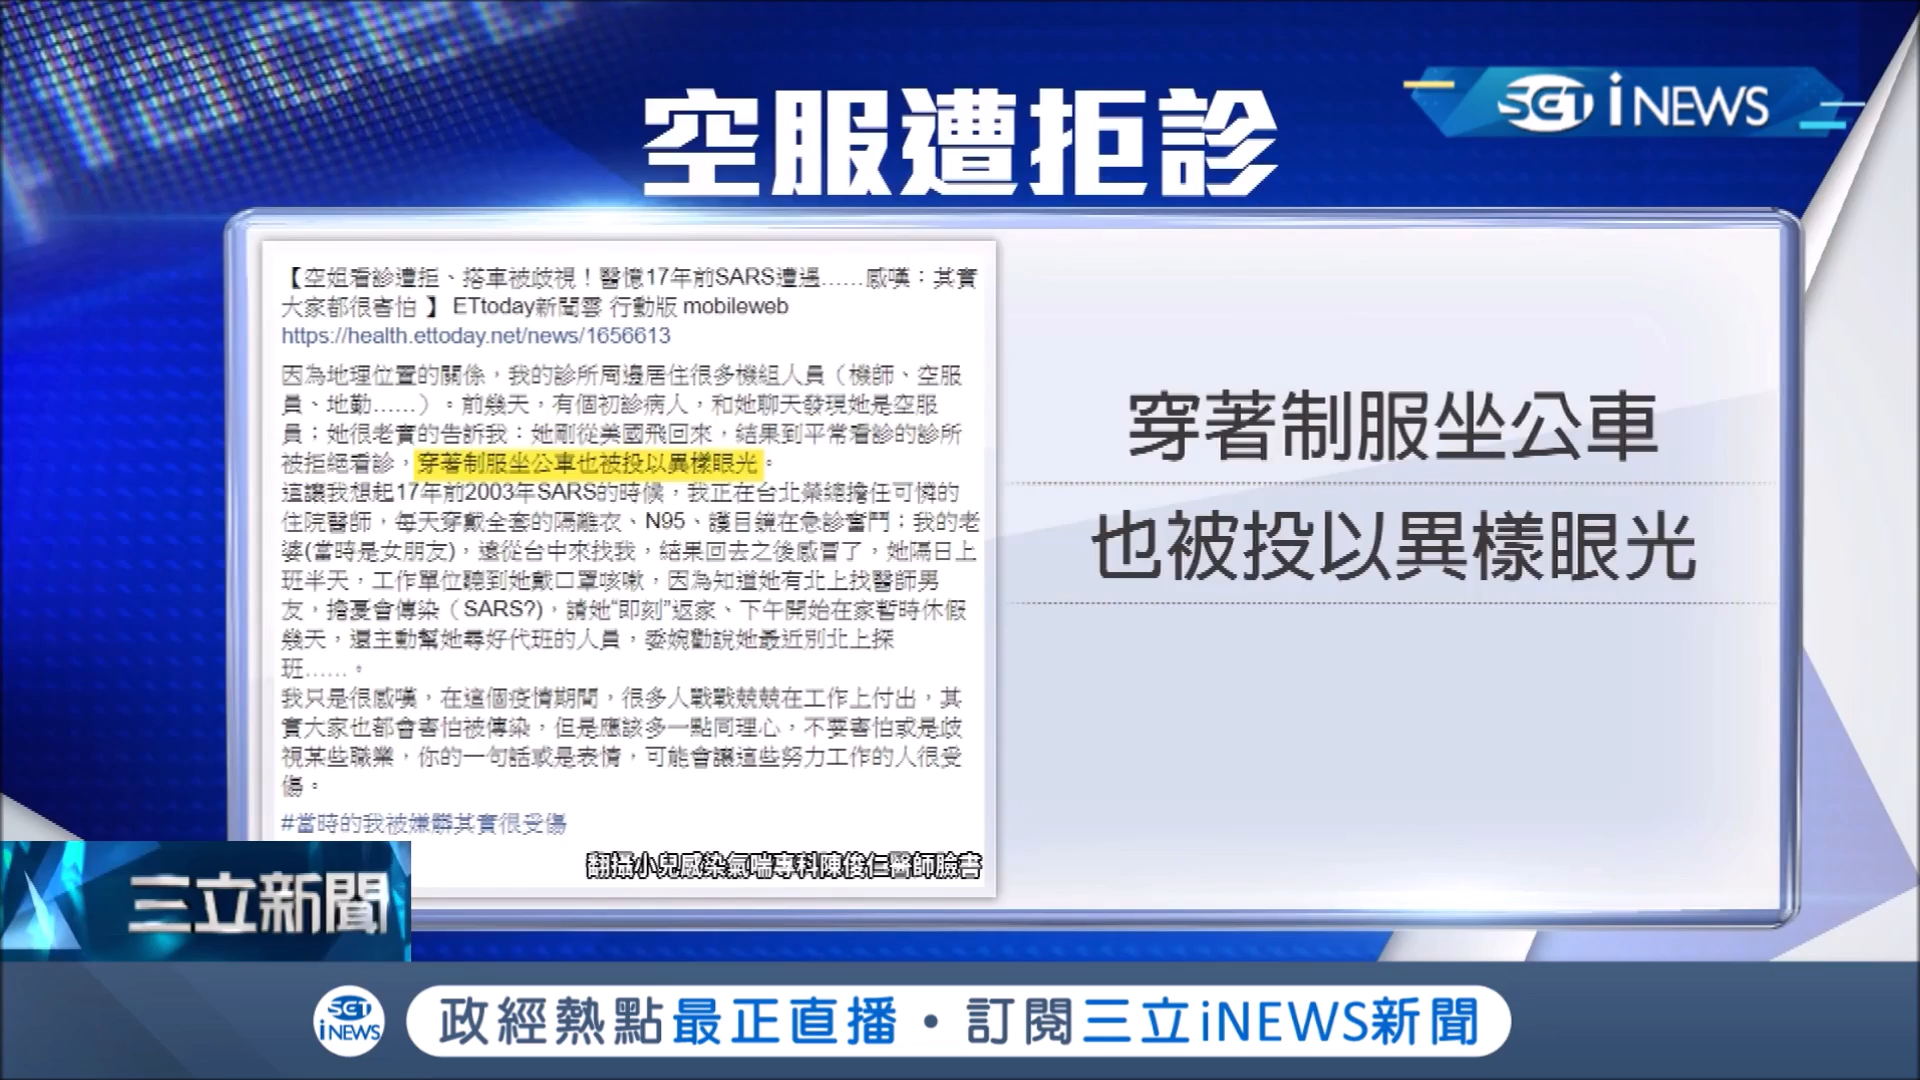 空服遭拒診
SET iNEWS
【空姐看診遭拒、搭車被歧視！醫憶17年前SARS遭遇......感嘆：其實
大家都很害怕 】 ETtoday新聞雲 行動版 mobileweb
https://health.ettoday.net/news/1656613
因為地理位置的關係，我的診所周邊居住很多機組人員（機師、空服
員、地勤......）。前幾天，有個初診病人，和她聊天發現她是空服
員；她很老實的告訴我：她剛從美國飛回來，結果到平常看診的診所
被拒絕看診，穿著制服坐公車也被投以異樣眼光。
這讓我想起17年前2003年SARS的時候，我正在台北榮總擔任可憐的
住院醫師，每天穿戴全套的隔離衣、N95、護目鏡在急診奮鬥；我的老
婆(當時是女朋友)，遠從台中來找我，結果回去之後感冒了，她隔日上
班半天，工作單位聽到她戴口罩咳嗽，因為知道她有北上找醫師男
友，擔憂會傳染（SARS?)，請她“即刻”返家、下午開始在家暫時休假
幾天，還主動幫她尋好代班的人員，委婉勸說她最近別北上探
班......。
我只是很感嘆，在這個疫情期間，很多人戰戰兢兢在工作上付出，其
實大家也都會害怕被傳染，但是應該多一點同理心，不要害怕或是歧
視某些職業，你的一句話或是表情，可能會讓這些努力工作的人很受
傷。
#當時的我被嫌髒其實很受傷
翻攝小兒感染氣喘專科陳俊仁醫師臉書
穿著制服坐公車
也被投以異樣眼光
三立新聞
SET iNEWS
政經熱點最正直播・訂閱三立iNEWS新聞